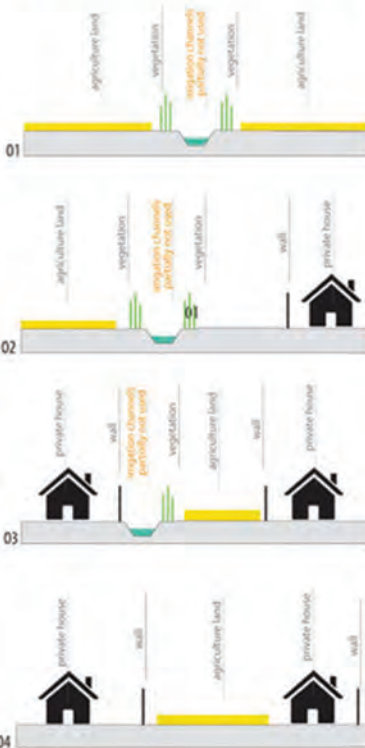 agriculture land
vegetation
irrigation channels
partially not used
vegetation
agriculture land
01
agriculture land
vegetation
irrigation channels
partially not used
vegetation
wall
private house
01
02
private house
wall
irrigation channels
partially not used
vegetation
agriculture land
wall
private house
03
private house
wall
agriculture land
private house
wall
04